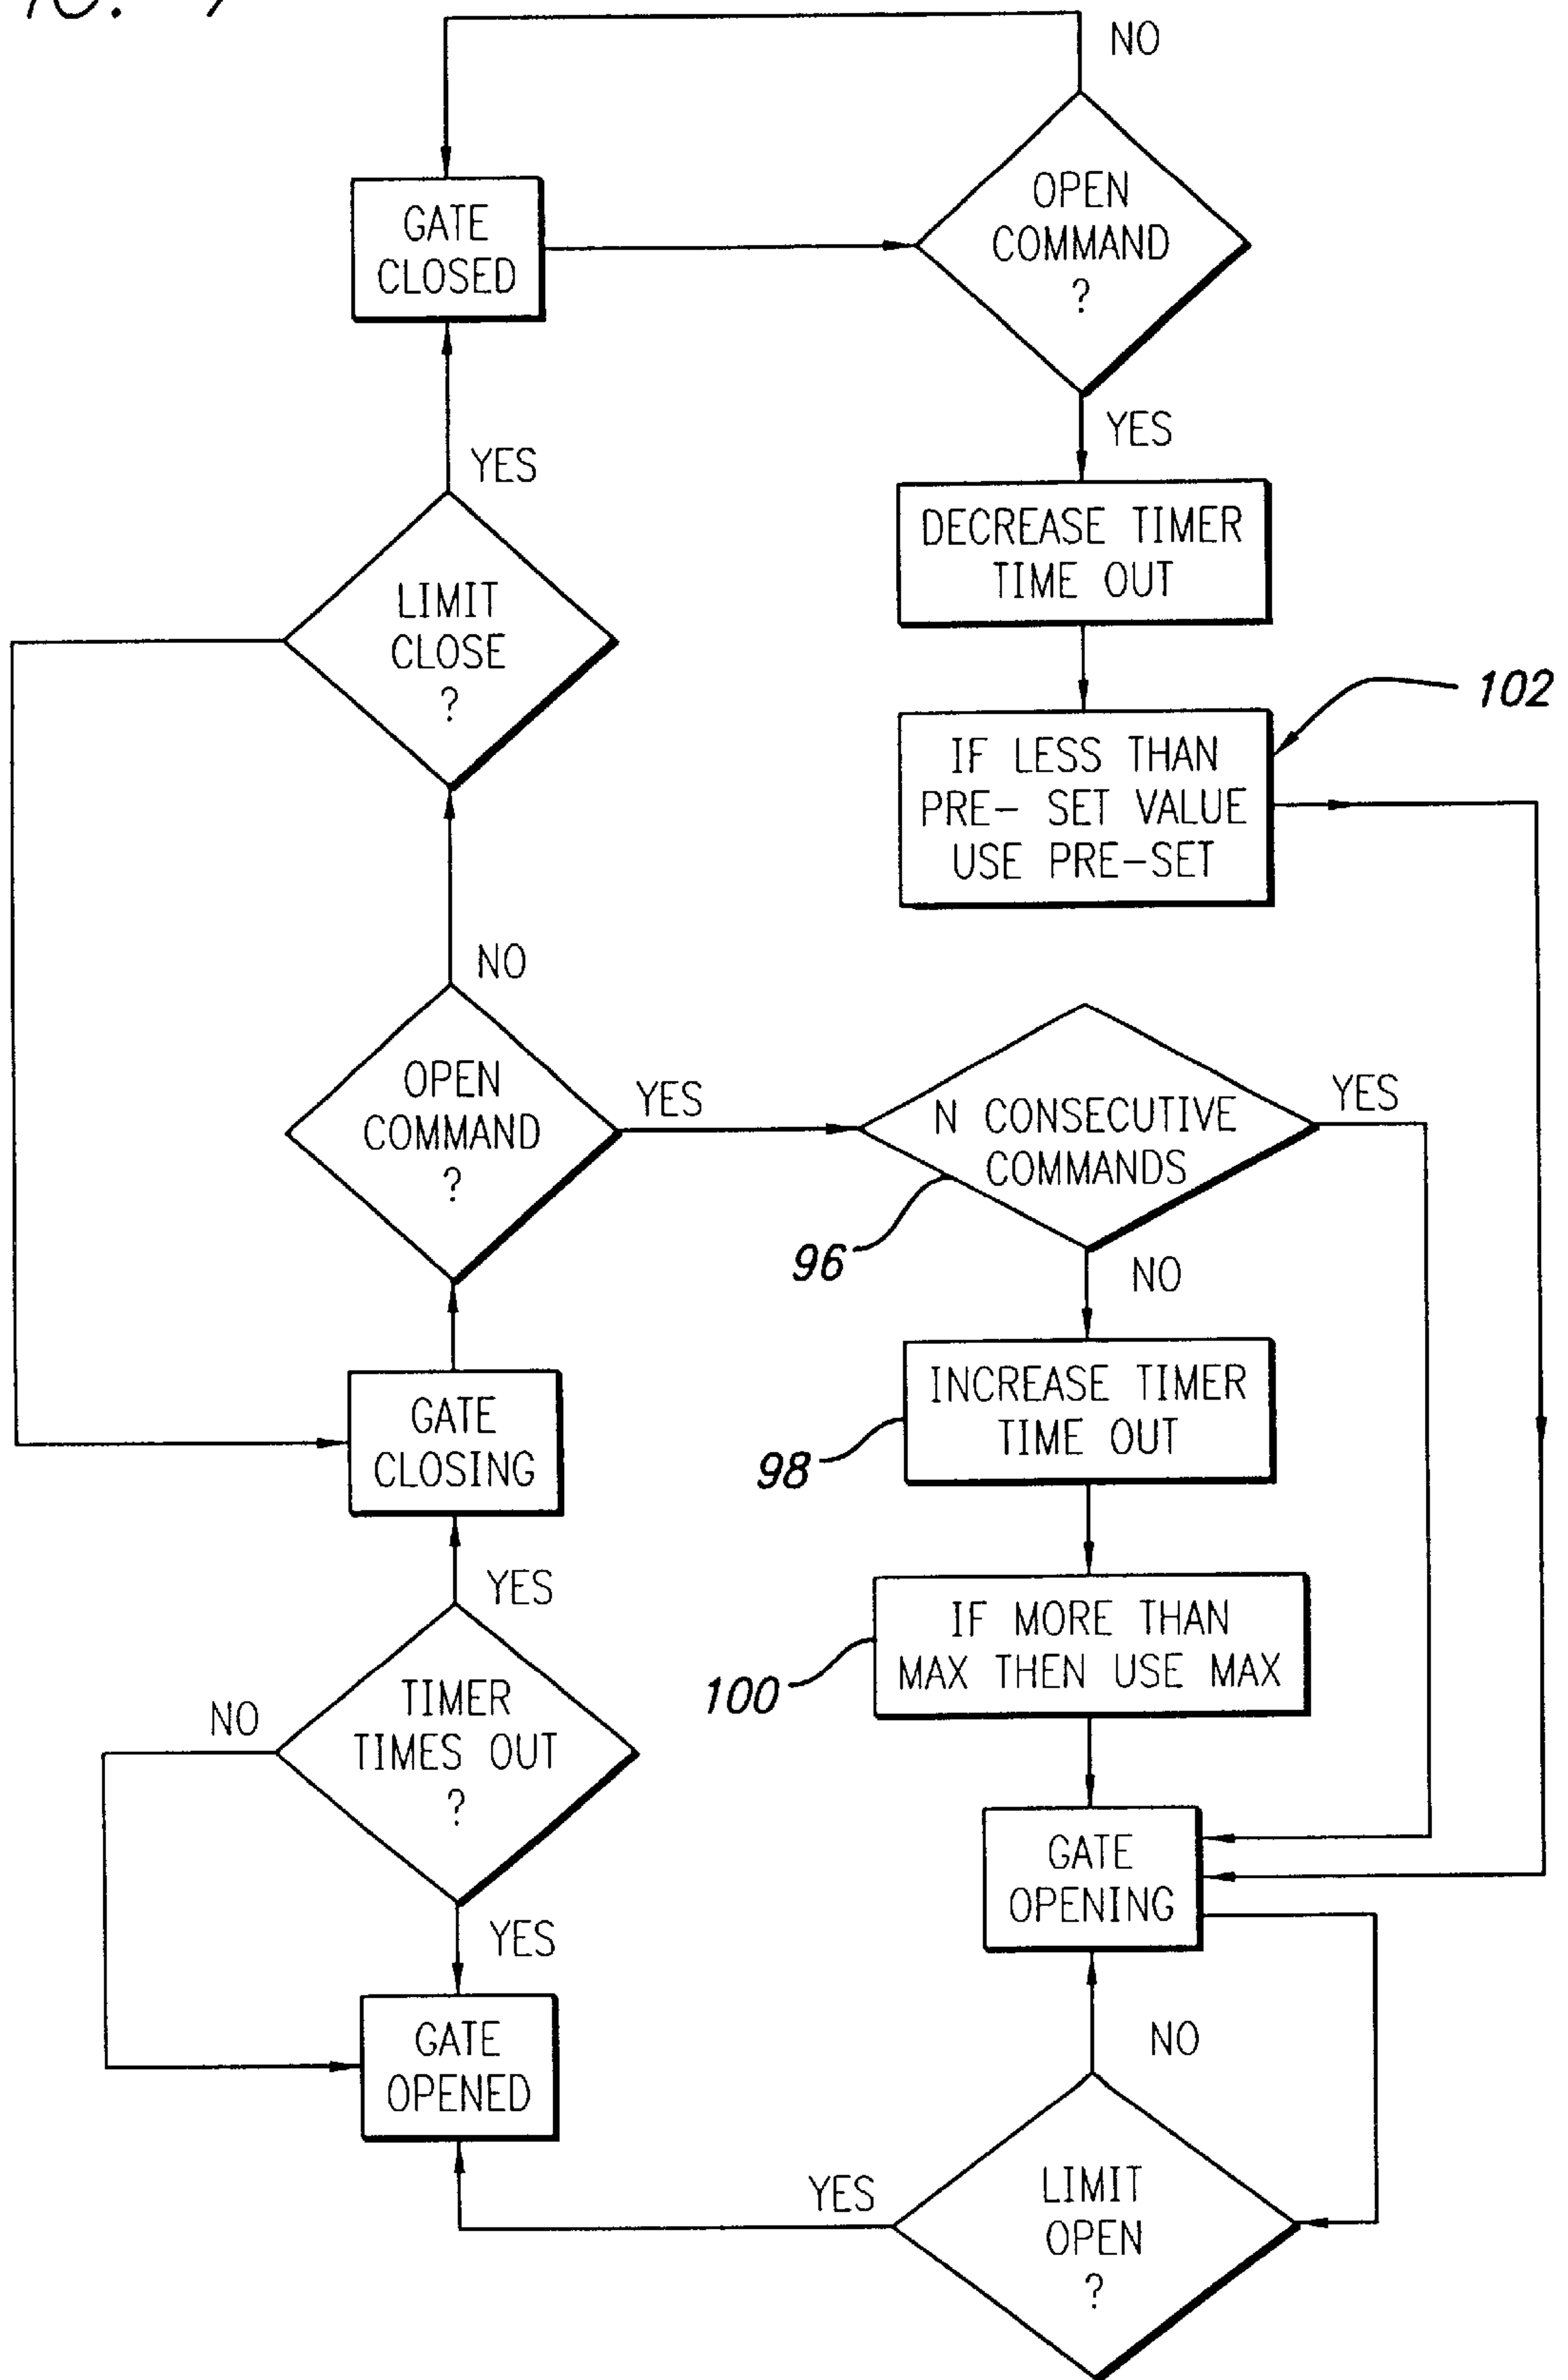 NO
GATE
CLOSED
OPEN
COMMAND
?
YES
DECREASE TIMER
TIME OUT
YES
LIMIT
CLOSE
?
102
IF LESS THAN
PRE- SET VALUE
USE PRE-SET
NO
OPEN
COMMAND
?
YES
N CONSECUTIVE
COMMANDS
YES
96
NO
GATE
CLOSING
INCREASE TIMER
TIME OUT
98
YES
IF MORE THAN
MAX THEN USE MAX
100
NO
TIMER
TIMES OUT
?
GATE
OPENING
YES
GATE
OPENED
NO
YES
LIMIT
OPEN
?